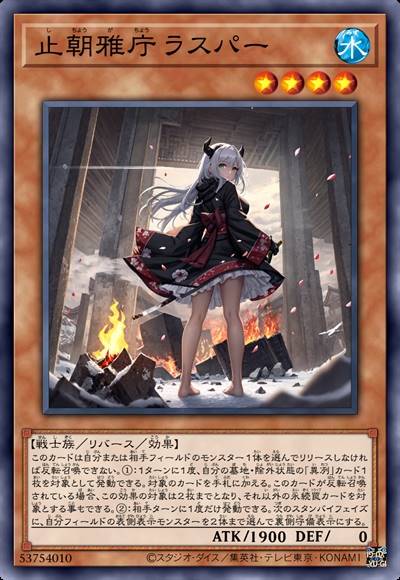 止朝雅庁ラスパー
水
【戦士族／リバース／効果】
このカードは自分または相手フィールドのモンスター1体を選んでリリースしなければ反転召喚できない。①：1ターンに1度、自分の墓地・除外状態の「異列」カード1枚を対象として発動できる。対象のカードを手札に加える。このカードが反転召喚されている場合、この効果の対象は2枚までとなり、それ以外の永続罠カードを対象とする事もできる。②：相手ターンに1度だけ発動できる。次のスタンバイフェイズに、自分フィールドの表側表示モンスターを2体まで選んで裏側守備表示にする。
ATK/1900 DEF/ 0
53754010
©スタジオ・ダイス／集英社・テレビ東京・KONAMI